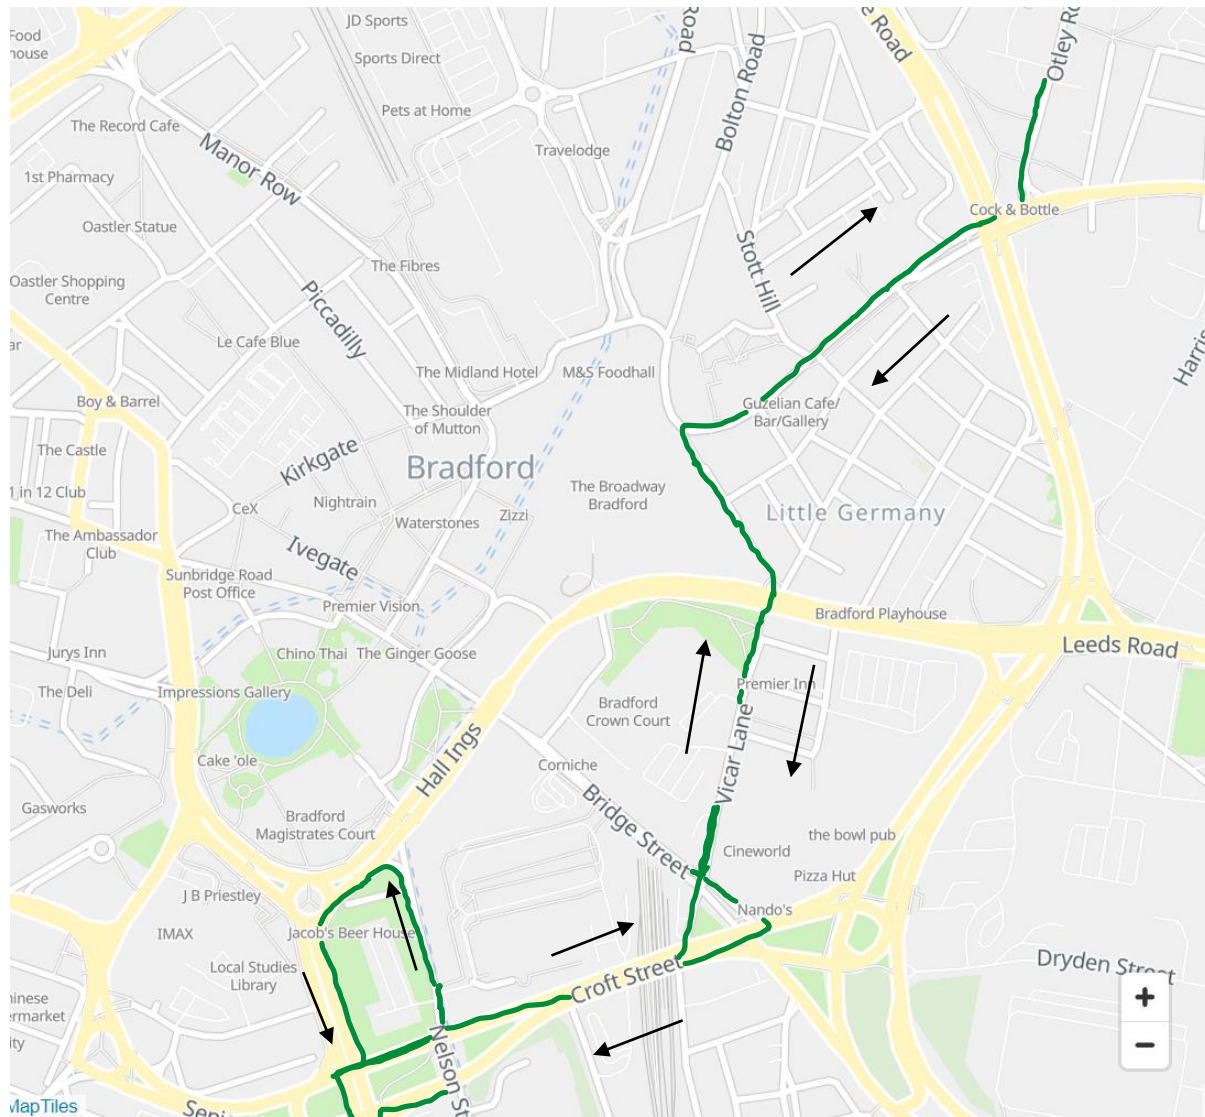 Food
house
JD Sports
Sports Direct
Pets at Home
The Record Cafe
Manor Row
1st Pharmacy
Oastler Statue
Travelodge
Road
Bolton Road
e Road
Otley Ro
Cock & Bottle
Oastler Shopping
Centre
The Fibres
Piccadilly
Stott Hill
Le Cafe Blue
ar
Harris
The Midland Hotel
M&S Foodhall
Boy & Barrel
The Shoulder
of Mutton
Guzelian Cafe/
Bar/Gallery
The Castle
Kirkgate
Bradford
The Broadway
Bradford
1 in 12 Club
CeX
Nightrain
Waterstones
Zizzi
Little Germany
The Ambassador
Club
Ivegate
Sunbridge Road
Post Office
Premier Vision
Bradford Playhouse
Jurys Inn
Chino Thai
The Ginger Goose
Leeds Road
The Deli
Impressions Gallery
Bradford
Crown Court
Premier Inn
Cake 'ole
Hall Ings
Corniche
Vicar Lane
Gasworks
Bradford
Magistrates Court
Bridge Street
the bowl pub
Cineworld
Pizza Hut
J B Priestley
Nando's
IMAX
Jacob's Beer House
Local Studies
Library
Croft Street
Dryden Street
hinese
ermarket
ity
Nelson St
+
−
MapTiles